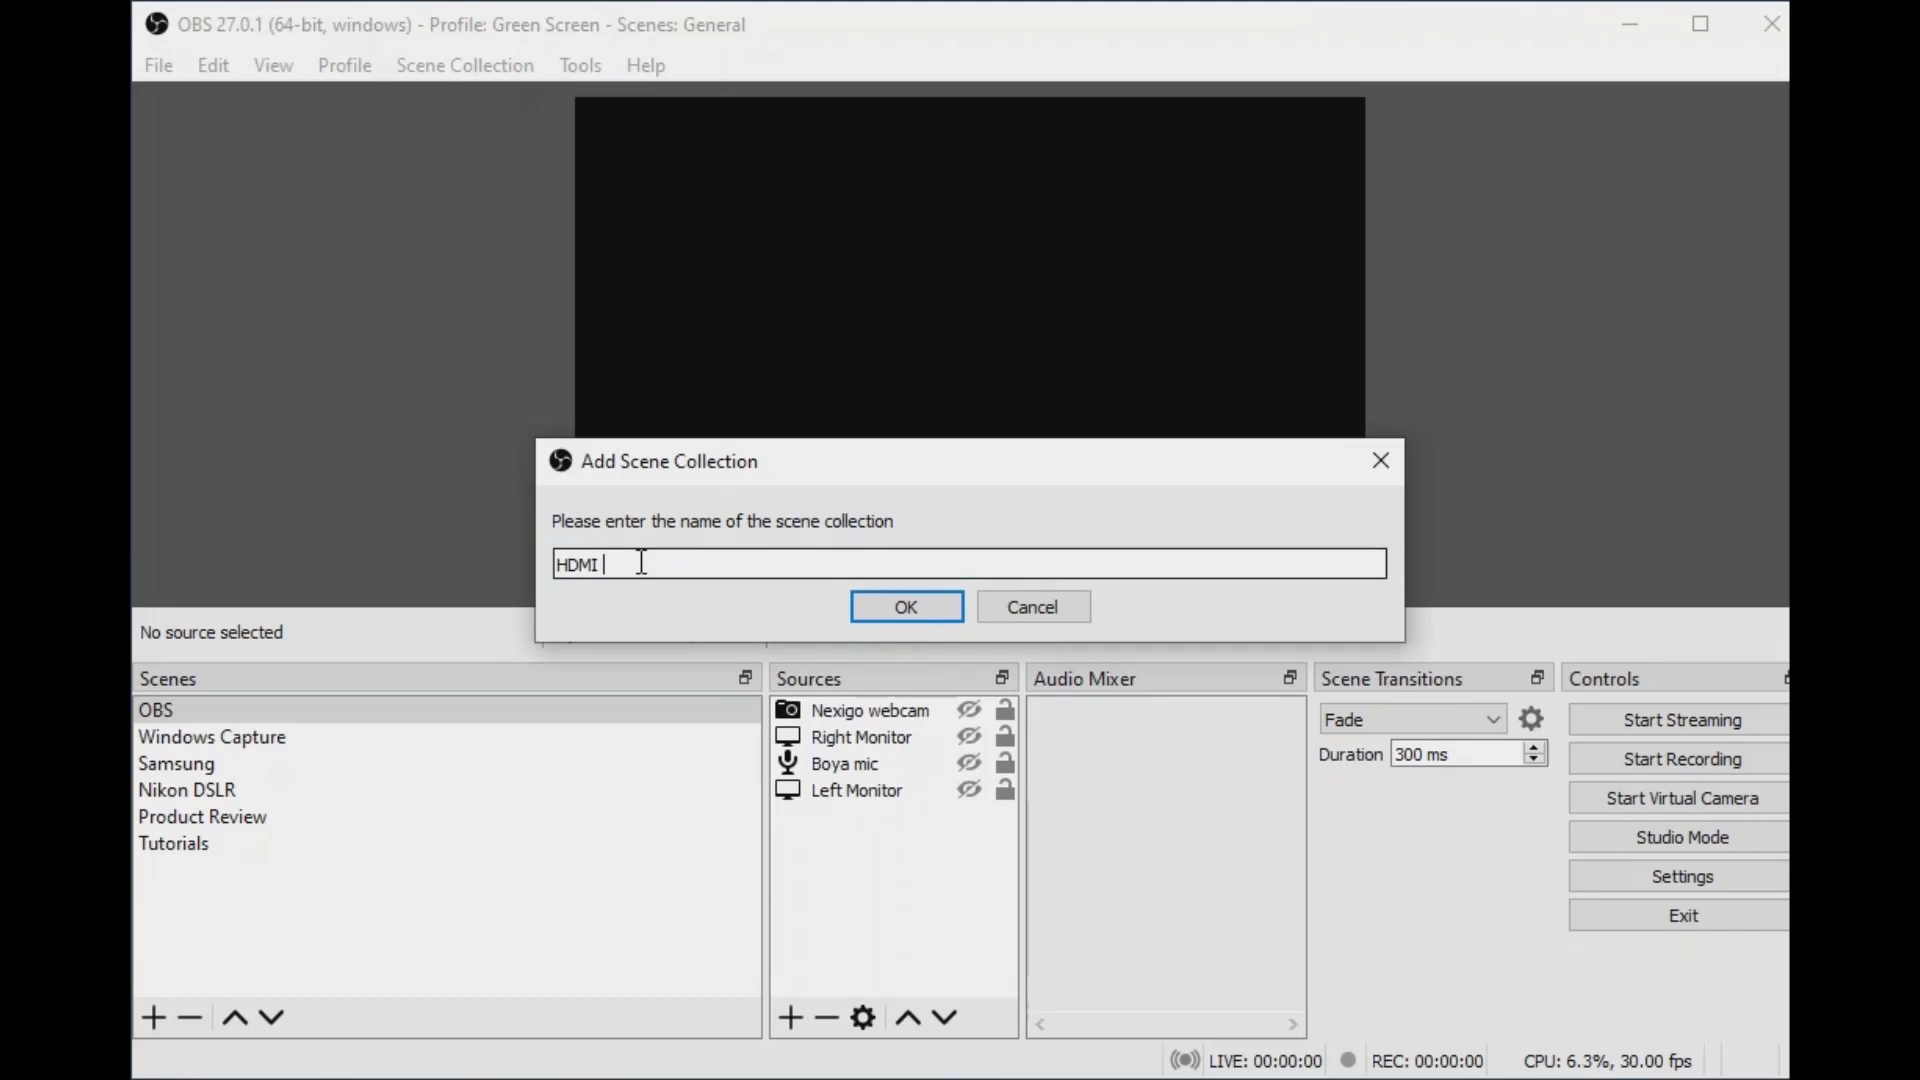 OBS 27.0.1 (64-bit, windows) - Profile: Green Screen - Scenes: General
File Edit View Profile Scene Collection Tools Help
Add Scene Collection
Please enter the name of the scene collection
HDMI
OK Cancel
No source selected
Scenes
OBS
Windows Capture
Samsung
Nikon DSLR
Product Review
Tutorials
Sources
Nexigo webcam
Right Monitor
Boya mic
Left Monitor
Audio Mixer
Scene Transitions
Fade
Duration 300 ms
Controls
Start Streaming
Start Recording
Start Virtual Camera
Studio Mode
Settings
Exit
LIVE: 00:00:00 REC: 00:00:00 CPU: 6.3%, 30.00 fps